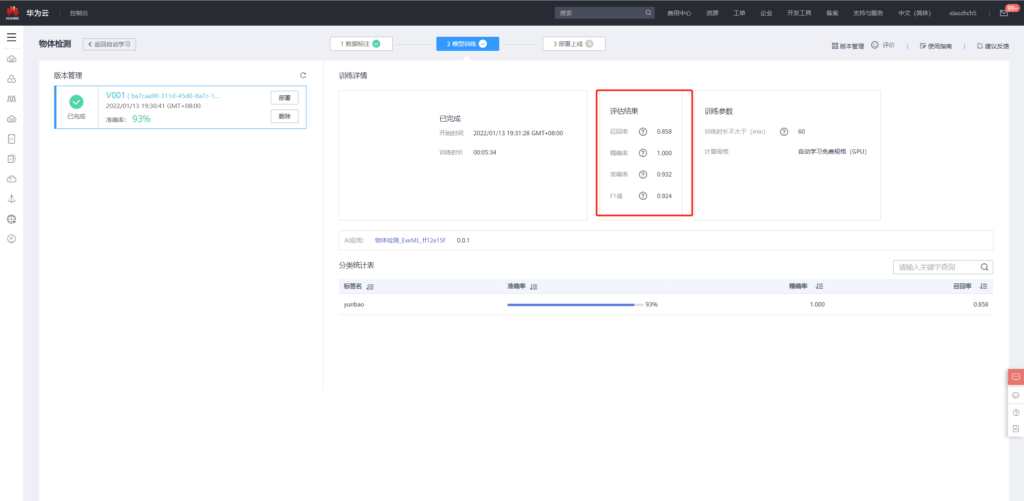 HUAWEI
华为云 控制台 搜索 费用中心 资源 工单 企业 开发工具 备案 支持与服务 中文 (简体) xiaozhch5 99+
物体检测 返回自动学习 1 数据标注 2 模型训练 3 部署上线 版本管理 评价 使用指南 建议反馈
版本管理
V001 ( ba7caa90-311d-45d0-8a7c-1...
2022/01/13 19:30:41 GMT+08:00
准确率: 93%
已完成
部署
删除
训练详情
已完成
开始时间 2022/01/13 19:31:28 GMT+08:00
训练时长 00:05:34
评估结果
召回率 0.858
精确率 1.000
准确率 0.932
F1值 0.924
训练参数
训练时长不大于 (min) 60
计算规格 自动学习免费规格 (GPU)
AI应用: 物体检测_ExeML_ff12e15f 0.0.1
分类统计表
请输入关键字查询
标签名 准确率 精确率 召回率
yunbao 93% 1.000 0.858